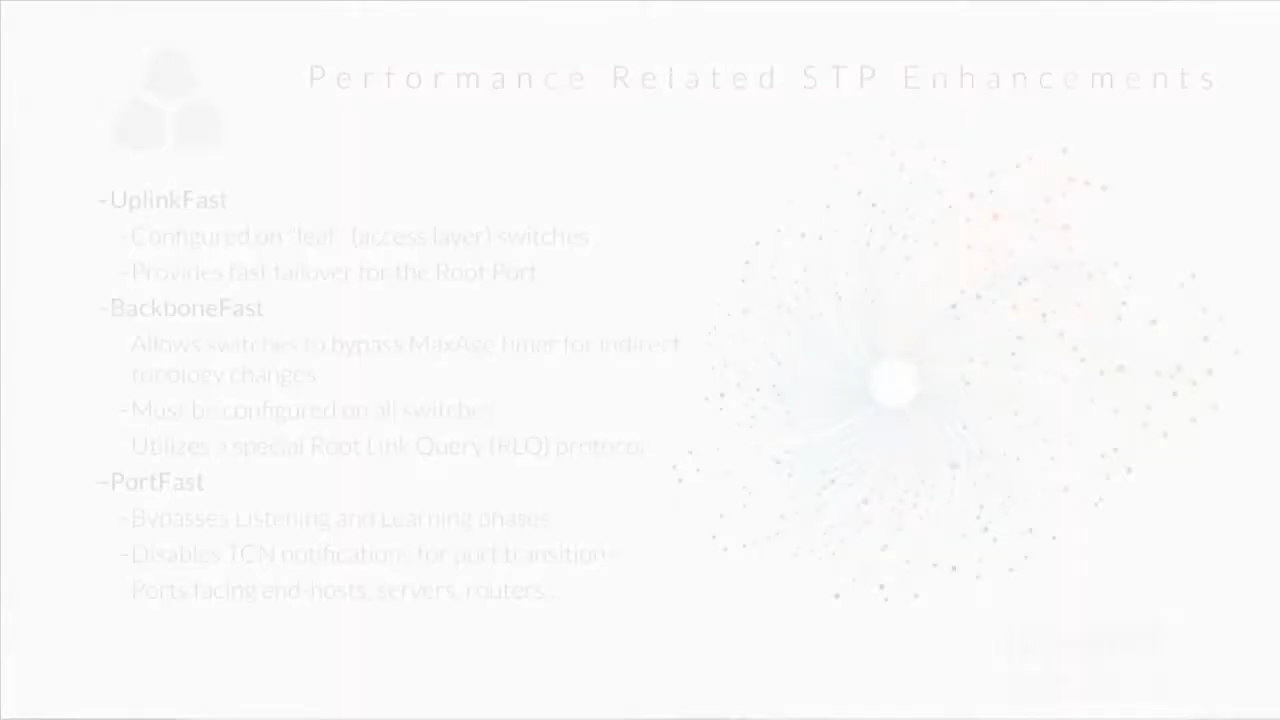 Performance Related STP Enhancements
-UplinkFast
-Configured on "leaf" (access layer) switches
-Provides fast failover for the Root Port
-BackboneFast
Allows switches to bypass MaxAge timer for indirect
topology changes
-Must be configured on all switches
Utilizes a special Root Link Query (RLQ) protocol
-PortFast
-Bypasses Listening and Learning phases
-Disables TCN notifications for port transitions
Ports facing end-hosts, servers, routers...